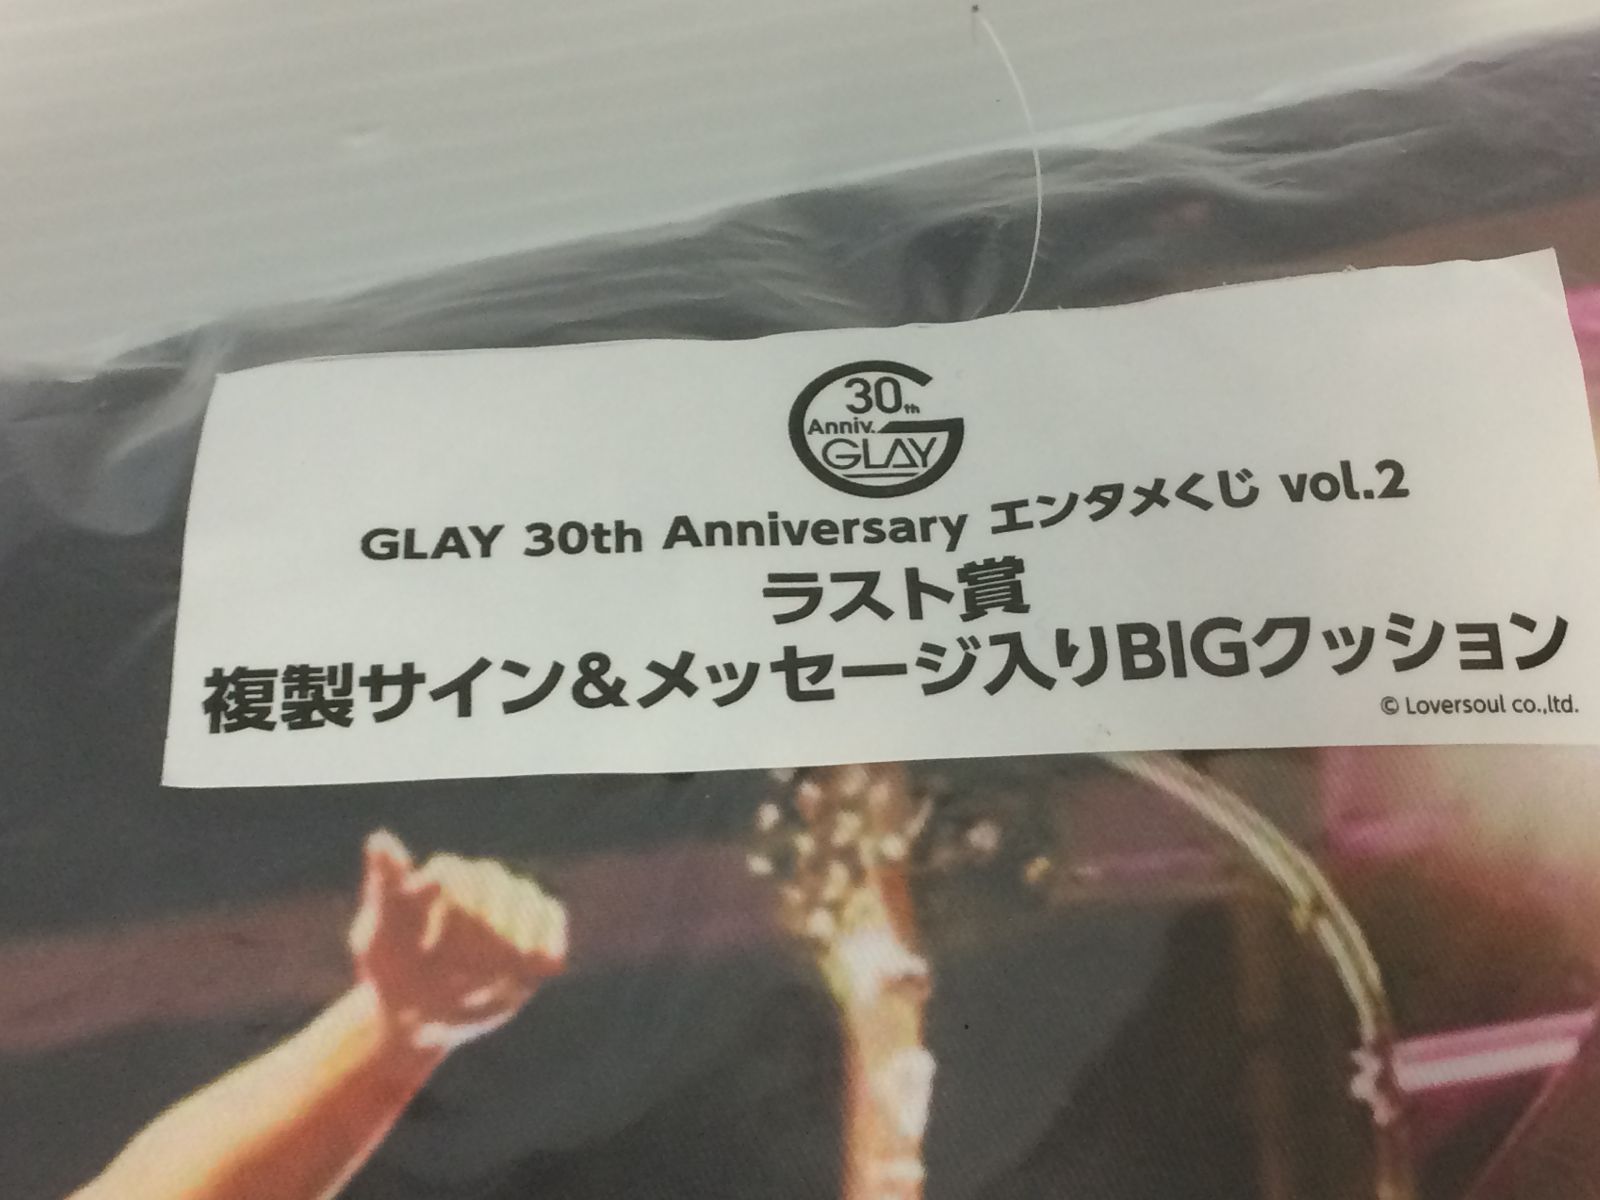 30th
Anniv.
GLAY
GLAY 30th Anniversary エンタメくじ vol.2
ラスト賞
複製サイン&メッセージ入りBIGクッション
© Loversoul co.,ltd.